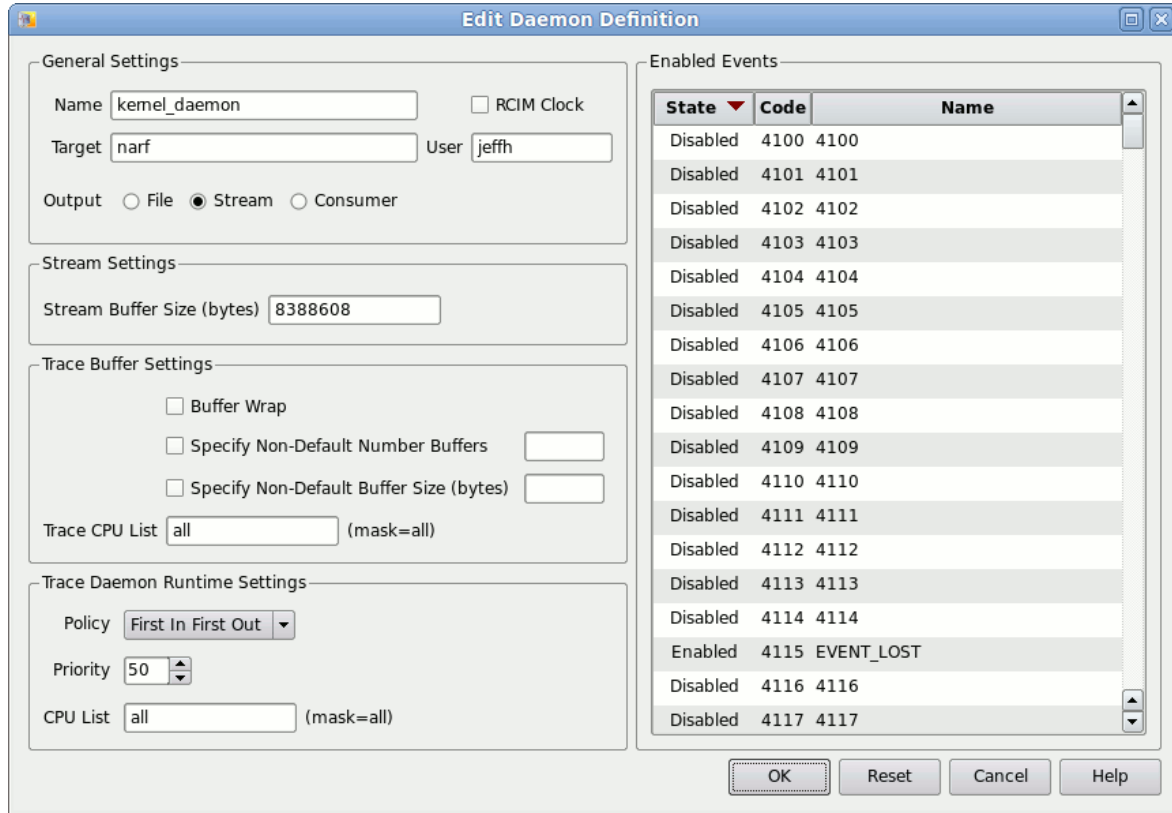 Edit Daemon Definition
General Settings
Name kernel_daemon RCIM Clock
Target narf User jeffh
Output File Stream Consumer
Stream Settings
Stream Buffer Size (bytes) 8388608
Trace Buffer Settings
Buffer Wrap
Specify Non-Default Number Buffers
Specify Non-Default Buffer Size (bytes)
Trace CPU List all (mask=all)
Trace Daemon Runtime Settings
Policy First In First Out
Priority 50
CPU List all (mask=all)
Enabled Events
State Code Name
Disabled 4100 4100
Disabled 4101 4101
Disabled 4102 4102
Disabled 4103 4103
Disabled 4104 4104
Disabled 4105 4105
Disabled 4106 4106
Disabled 4107 4107
Disabled 4108 4108
Disabled 4109 4109
Disabled 4110 4110
Disabled 4111 4111
Disabled 4112 4112
Disabled 4113 4113
Disabled 4114 4114
Enabled 4115 EVENT_LOST
Disabled 4116 4116
Disabled 4117 4117
OK Reset Cancel Help